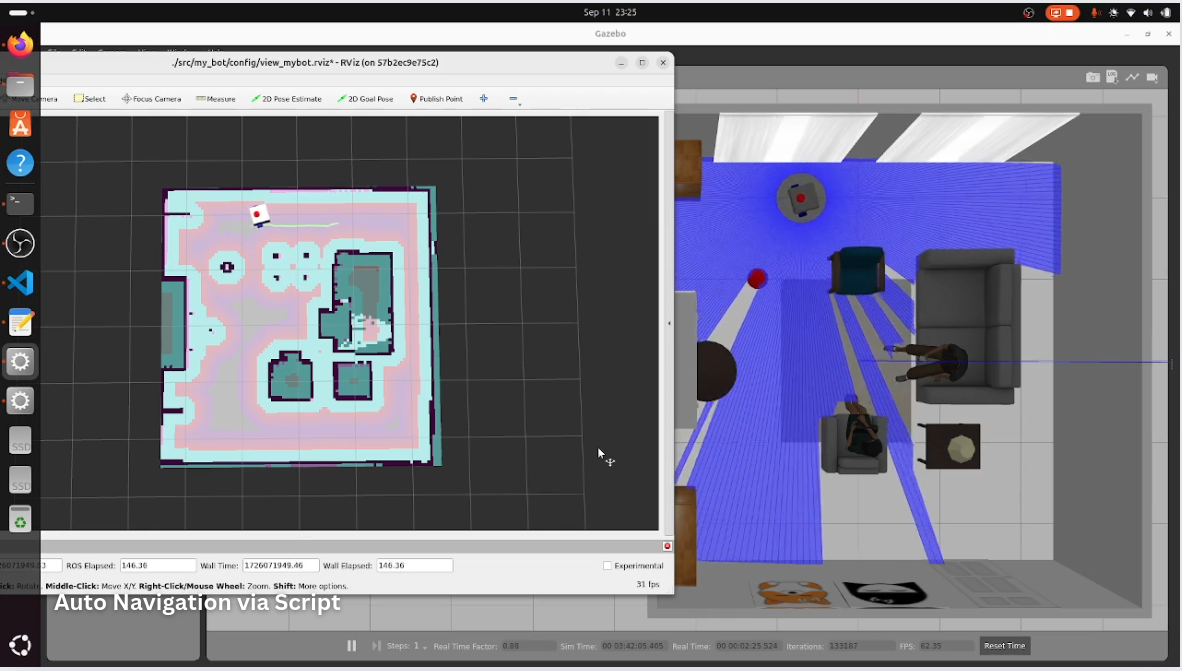 Sep 11 23:25
Gazebo
./src/my_bot/config/view_mybot.rviz* - RViz (on 57b2ec9e75c2)
Move Camera Select Focus Camera Measure 2D Pose Estimate 2D Goal Pose Publish Point
LOG
SSD
SSD
ROS Elapsed: 146.36 Wall Time: 1726071949.46 Wall Elapsed: 146.36 Experimental
Rotate. Middle-Click: Move X/Y. Right-Click/Mouse Wheel: Zoom. Shift: More options. 31 fps
Auto Navigation via Script
Steps: 1 Real Time Factor: 0.88 Sim Time: 00 03:42:05.405 Real Time: 00 00:02:25.524 Iterations: 133187 FPS: 62.35 Reset Time